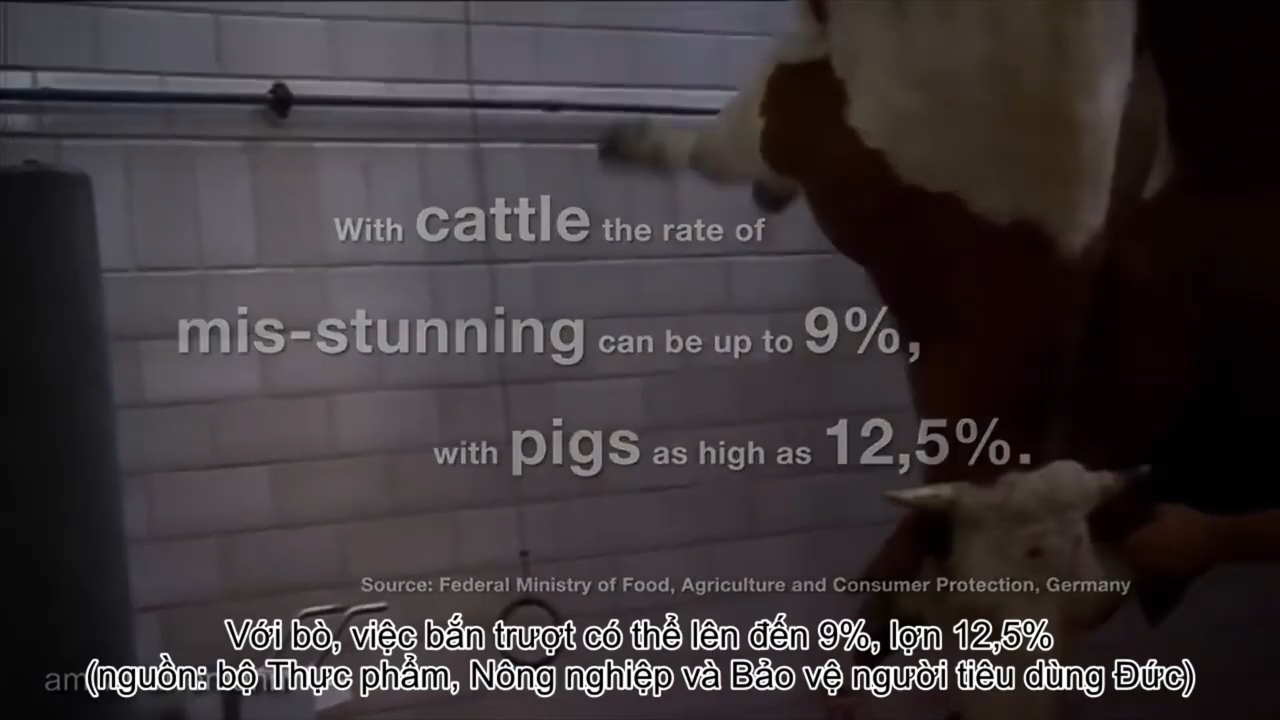 With cattle the rate of
mis-stunning can be up to 9%,
with pigs as high as 12,5%.
Source: Federal Ministry of Food, Agriculture and Consumer Protection, Germany
Với bò, việc bắn trượt có thể lên đến 9%, lợn 12,5%
(nguồn: bộ Thực phẩm, Nông nghiệp và Bảo vệ người tiêu dùng Đức)